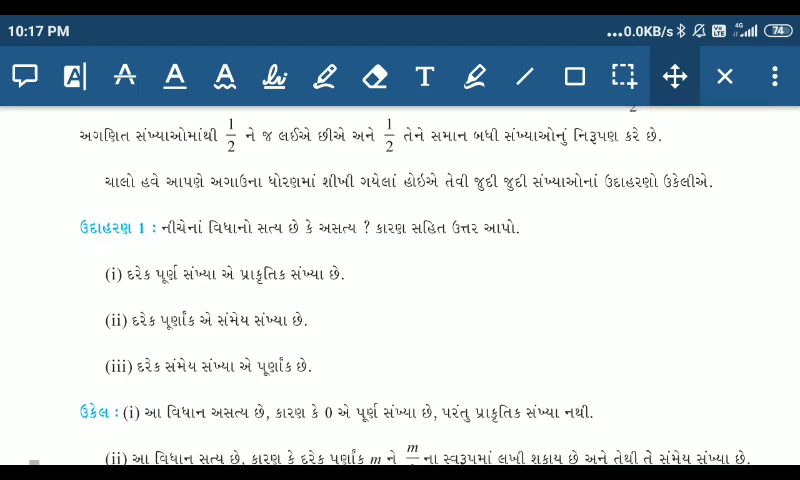 10:17 PM ...0.0KB/s 4G 74
T
2
અગણિત સંખ્યાઓમાંથી 1/2 ને જ લઈએ છીએ અને 1/2 તેને સમાન બધી સંખ્યાઓનું નિરૂપણ કરે છે.
ચાલો હવે આપણે અગાઉના ધોરણમાં શીખી ગયેલાં હોઇએ તેવી જુદી જુદી સંખ્યાઓનાં ઉદાહરણો ઉકેલીએ.
ઉદાહરણ 1 : નીચેનાં વિધાનો સત્ય છે કે અસત્ય ? કારણ સહિત ઉત્તર આપો.
(i) દરેક પૂર્ણ સંખ્યા એ પ્રાકૃતિક સંખ્યા છે.
(ii) દરેક પૂર્ણાંક એ સંમેય સંખ્યા છે.
(iii) દરેક સંમેય સંખ્યા એ પૂર્ણાંક છે.
ઉકેલ : (i) આ વિધાન અસત્ય છે, કારણ કે 0 એ પૂર્ણ સંખ્યા છે, પરંતુ પ્રાકૃતિક સંખ્યા નથી.
(ii) આ વિધાન સત્ય છે, કારણ કે દરેક પૂર્ણાંક m ને m ના સ્વરૂપમાં લખી શકાય છે અને તેથી તે સંમેય સંખ્યા છે.